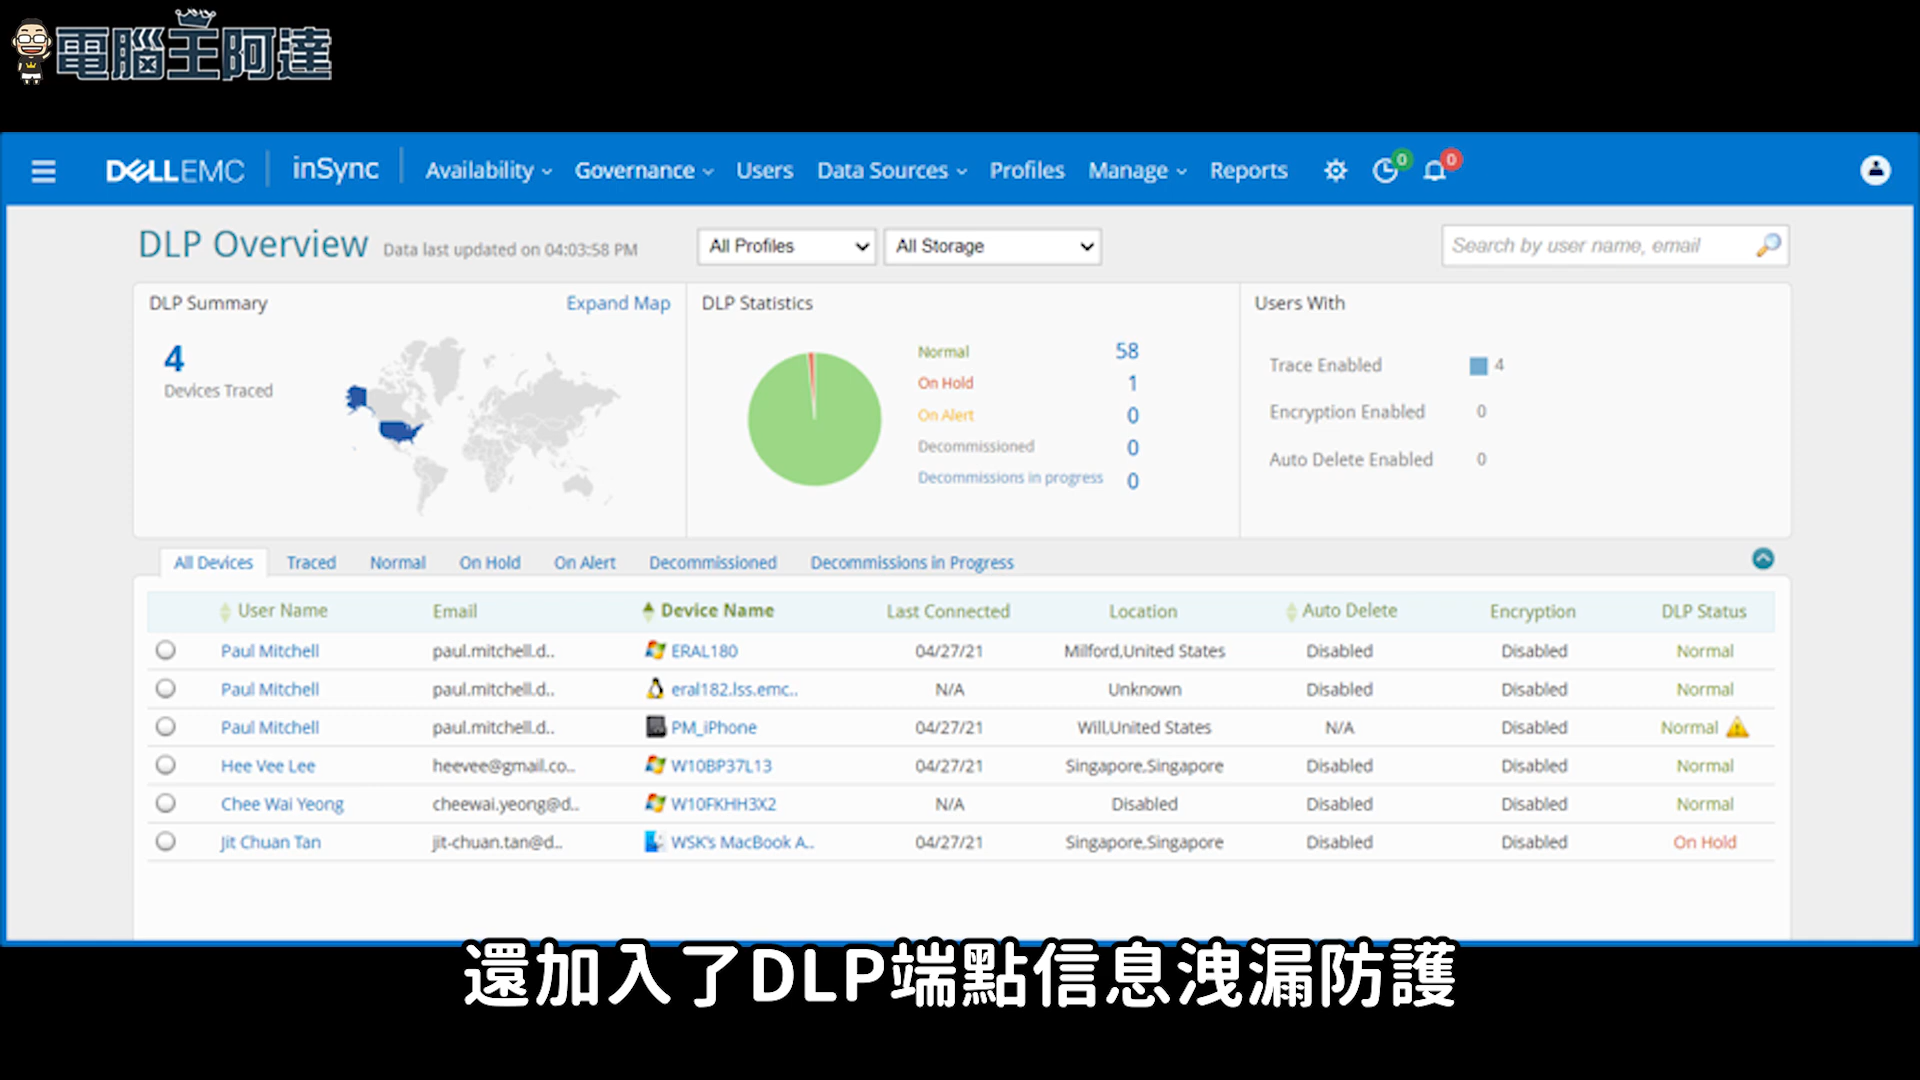 電腦王阿達
DELLEMC inSync Availability Governance Users Data Sources Profiles Manage Reports 0 0
DLP Overview Data last updated on 04:03:58 PM All Profiles All Storage Search by user name, email
DLP Summary Expand Map
4
Devices Traced
DLP Statistics
Normal 58
On Hold 1
On Alert 0
Decommissioned 0
Decommissions in progress 0
Users With
Trace Enabled 4
Encryption Enabled 0
Auto Delete Enabled 0
All Devices Traced Normal On Hold On Alert Decommissioned Decommissions in Progress
User Name Email Device Name Last Connected Location Auto Delete Encryption DLP Status
Paul Mitchell paul.mitchell.d.. ERAL180 04/27/21 Milford,United States Disabled Disabled Normal
Paul Mitchell paul.mitchell.d.. eral182.lss.emc.. N/A Unknown Disabled Disabled Normal
Paul Mitchell paul.mitchell.d.. PM_iPhone 04/27/21 Will,United States N/A Disabled Normal
Hee Vee Lee heevee@gmail.co.. W10BP37L13 04/27/21 Singapore,Singapore Disabled Disabled Normal
Chee Wai Yeong cheewai.yeong@d.. W10FKHH3X2 N/A Disabled Disabled Disabled Normal
Jit Chuan Tan jit-chuan.tan@d.. WSK's MacBook A.. 04/27/21 Singapore,Singapore Disabled Disabled On Hold
還加入了DLP端點信息洩漏防護